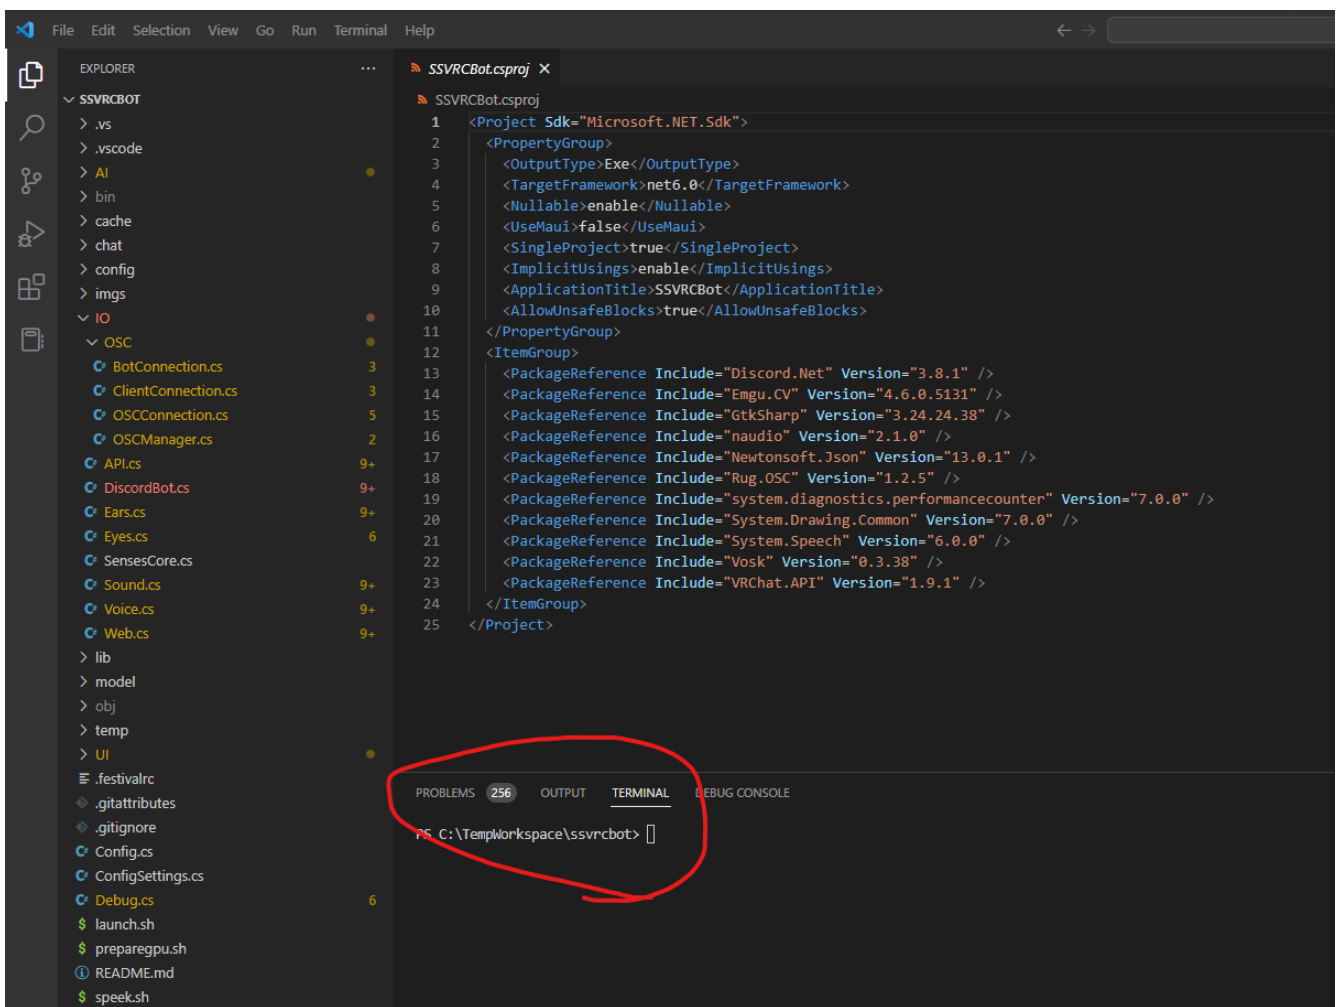 File Edit Selection View Go Run Terminal Help
EXPLORER ...
SSVRCBOT
.vs
.vscode
AI
bin
cache
chat
config
imgs
IO
OSC
BotConnection.cs 3
ClientConnection.cs 3
OSCConnection.cs 5
OSCManager.cs 2
API.cs 9+
DiscordBot.cs 9+
Ears.cs 9+
Eyes.cs 6
SensesCore.cs
Sound.cs 9+
Voice.cs 9+
Web.cs 9+
lib
model
obj
temp
UI
.festivalrc
.gitattributes
.gitignore
Config.cs
ConfigSettings.cs
Debug.cs 6
launch.sh
preparegpu.sh
README.md
speek.sh
SSVRCBot.csproj
SSVRCBot.csproj
1 <Project Sdk="Microsoft.NET.Sdk">
2 <PropertyGroup>
3 <OutputType>Exe</OutputType>
4 <TargetFramework>net6.0</TargetFramework>
5 <Nullable>enable</Nullable>
6 <UseMaui>false</UseMaui>
7 <SingleProject>true</SingleProject>
8 <ImplicitUsings>enable</ImplicitUsings>
9 <ApplicationTitle>SSVRCBot</ApplicationTitle>
10 <AllowUnsafeBlocks>true</AllowUnsafeBlocks>
11 </PropertyGroup>
12 <ItemGroup>
13 <PackageReference Include="Discord.Net" Version="3.8.1" />
14 <PackageReference Include="Emgu.CV" Version="4.6.0.5131" />
15 <PackageReference Include="GtkSharp" Version="3.24.24.38" />
16 <PackageReference Include="naudio" Version="2.1.0" />
17 <PackageReference Include="Newtonsoft.Json" Version="13.0.1" />
18 <PackageReference Include="Rug.OSC" Version="1.2.5" />
19 <PackageReference Include="system.diagnostics.performancecounter" Version="7.0.0" />
20 <PackageReference Include="System.Drawing.Common" Version="7.0.0" />
21 <PackageReference Include="System.Speech" Version="6.0.0" />
22 <PackageReference Include="Vosk" Version="0.3.38" />
23 <PackageReference Include="VRChat.API" Version="1.9.1" />
24 </ItemGroup>
25 </Project>
PROBLEMS 256 OUTPUT TERMINAL DEBUG CONSOLE
PS C:\TempWorkspace\ssvrcbot>